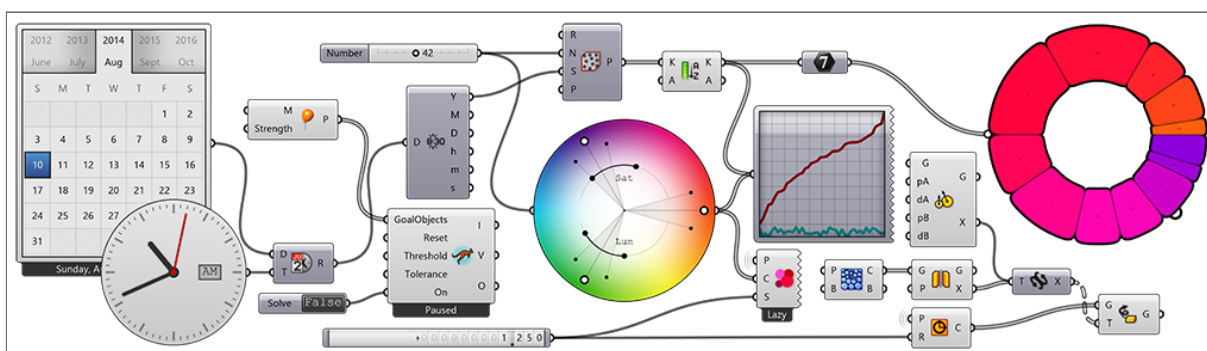 2012 2013 2014 2015 2016
June July Aug Sept Oct
S M T W T F S
1 2
3 4 5 6 7 8 9
10 11 12 13 14 15 16
17 18 19 20 21 22 23
24 25 26 27
31
Sunday, A
AM
M
Strength
P
D
T
R
Solve False
Number 42
D
Y
M
D
h
m
s
GoalObjects
Reset
Threshold
Tolerance
On
I
V
O
Paused
R
N
S
P
P
K
A
K
A
7
Sat
Lum
P
C
S
Lazy
1 250
P
B
C
B
G
P
G
X
G
pA
dA
pB
dB
G
X
T
X
P
R
C
G
T
G